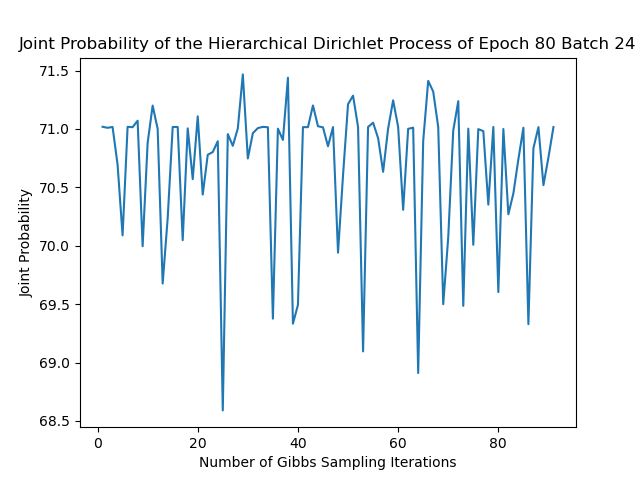 Joint Probability of the Hierarchical Dirichlet Process of Epoch 80 Batch 24
71.5
71.0
70.5
70.0
69.5
69.0
68.5
Joint Probability
0 20 40 60 80
Number of Gibbs Sampling Iterations